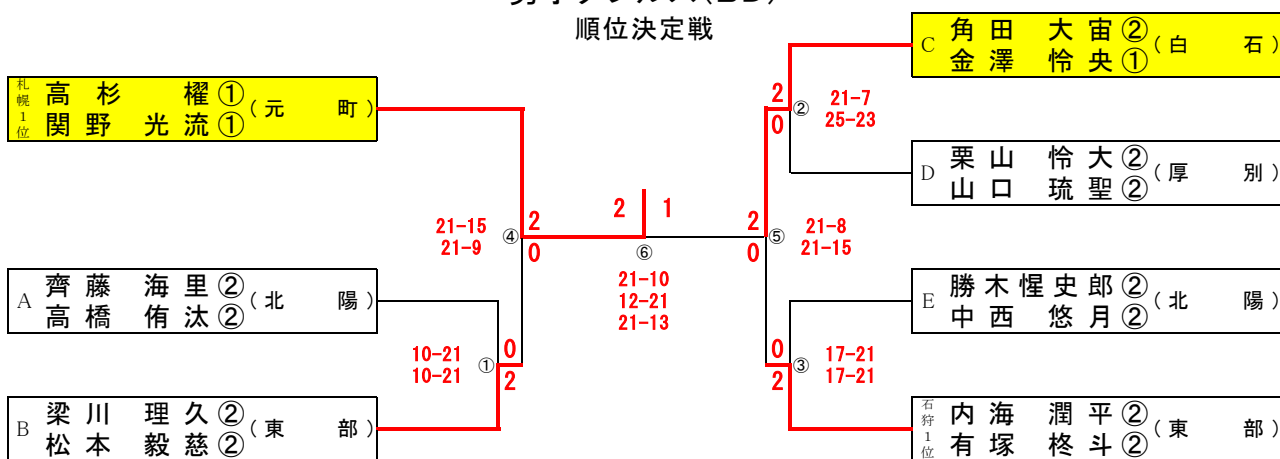 順位決定戦
札幌1位 高杉 櫂① 関野 光流① (元町)
A 齊藤 海里② 高橋 侑汰② (北陽)
B 梁川 理久② 松本 毅慈② (東部)
C 角田 大宙② 金澤 怜央① (白石)
D 栗山 怜大② 山口 琉聖② (厚別)
E 勝木惺史郎② 中西 悠月② (北陽)
石狩1位 内海 潤平② 有塚 柊斗② (東部)
① 0 2
10-21
10-21
② 2 0
21-7
25-23
③ 0 2
17-21
17-21
④ 2 0
21-15
21-9
⑤ 2 0
21-8
21-15
⑥ 2 1
21-10
12-21
21-13